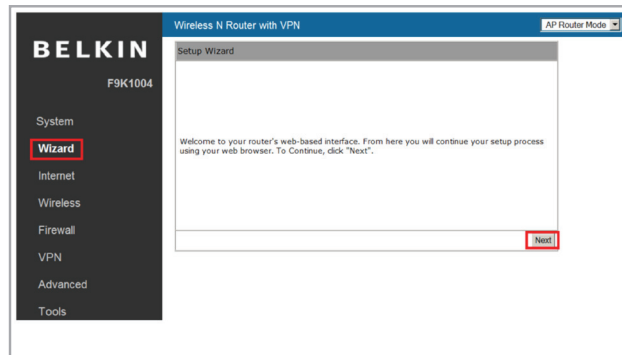 Wireless N Router with VPN
AP Router Mode
BELKIN
F9K1004
System
Wizard
Internet
Wireless
Firewall
VPN
Advanced
Tools
Setup Wizard
Welcome to your router's web-based interface. From here you will continue your setup process
using your web browser. To Continue, click "Next".
Next